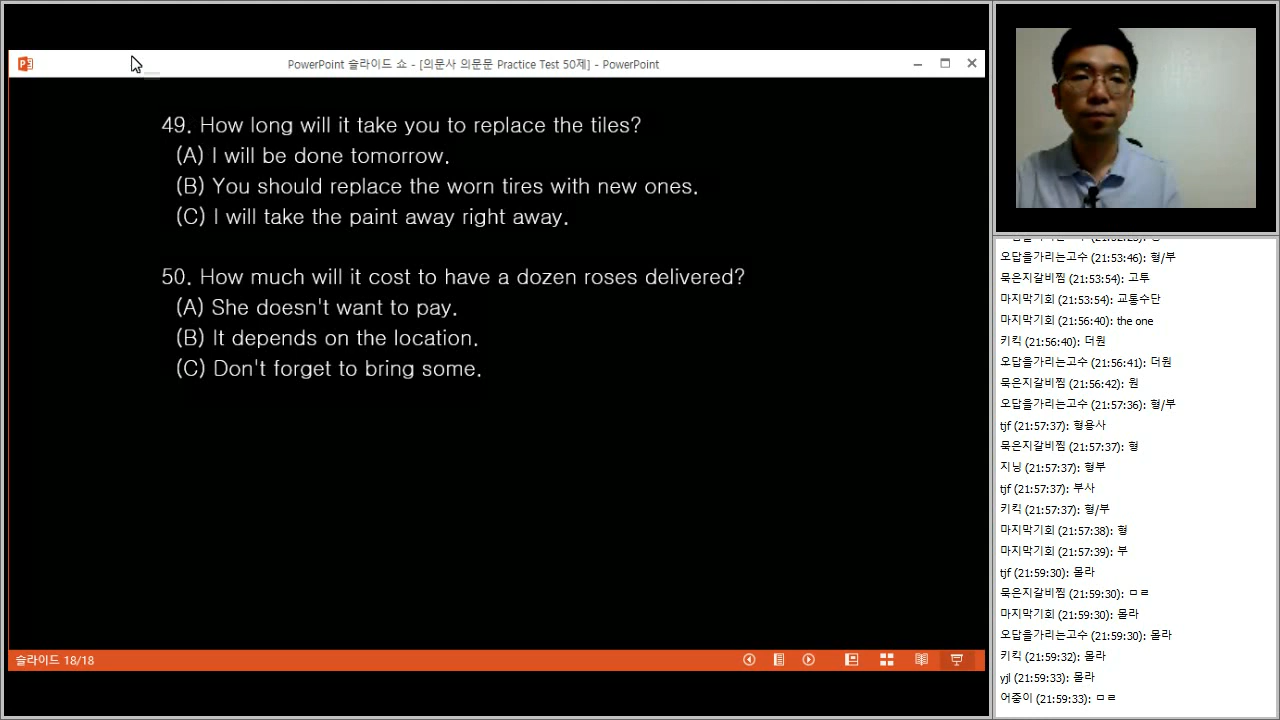 PowerPoint 슬라이드 쇼 - [의문사 의문문 Practice Test 50제] - PowerPoint
49. How long will it take you to replace the tiles?
(A) I will be done tomorrow.
(B) You should replace the worn tires with new ones.
(C) I will take the paint away right away.
50. How much will it cost to have a dozen roses delivered?
(A) She doesn't want to pay.
(B) It depends on the location.
(C) Don't forget to bring some.
슬라이드 18/18
오답을가리는고수 (21:53:46): 형/부
묵은지갈비찜 (21:53:54): 고투
마지막기회 (21:53:54): 교통수단
마지막기회 (21:56:40): the one
키킥 (21:56:40): 더원
오답을가리는고수 (21:56:41): 더원
묵은지갈비찜 (21:56:42): 원
오답을가리는고수 (21:57:36): 형/부
tjf (21:57:37): 형용사
묵은지갈비찜 (21:57:37): 형
지닝 (21:57:37): 형부
tjf (21:57:37): 부사
키킥 (21:57:37): 형/부
마지막기회 (21:57:38): 형
마지막기회 (21:57:39): 부
tjf (21:59:30): 몰라
묵은지갈비찜 (21:59:30): ㅁㄹ
마지막기회 (21:59:30): 몰라
오답을가리는고수 (21:59:30): 몰라
키킥 (21:59:32): 몰라
yjl (21:59:33): 몰라
어중이 (21:59:33): ㅁㄹ